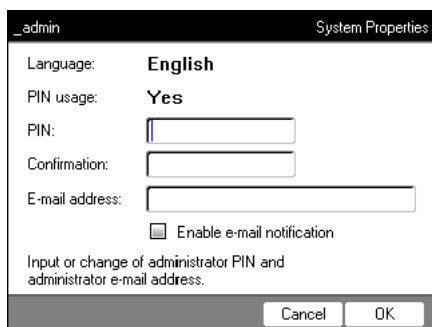 _admin System Properties
Language: English
PIN usage: Yes
PIN:
Confirmation:
E-mail address:
Enable e-mail notification
Input or change of administrator PIN and
administrator e-mail address.
Cancel OK